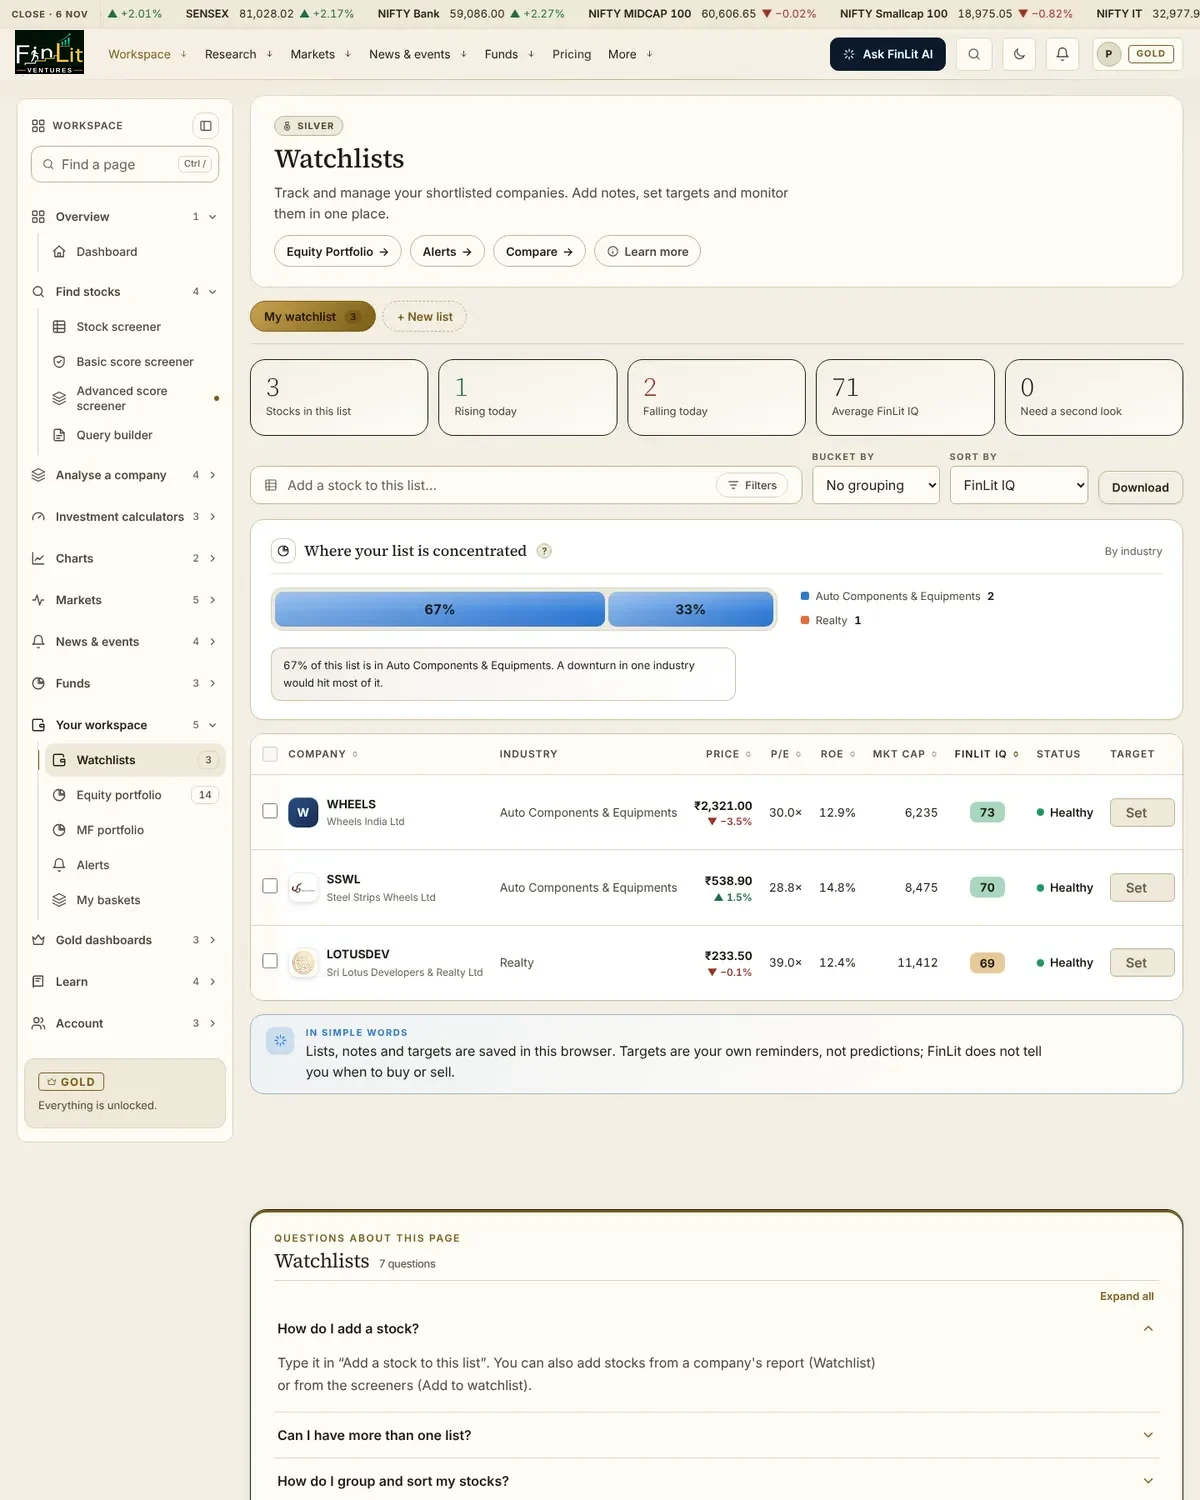 CLOSE · 6 NOV ▲ +2.01% SENSEX 81,028.02 ▲ +2.17% NIFTY Bank 59,086.00 ▲ +2.27% NIFTY MIDCAP 100 60,606.65 ▼ −0.02% NIFTY Smallcap 100 18,975.05 ▼ −0.82% NIFTY IT 32,977.9
FinLit
VENTURES
Workspace Research Markets News & events Funds Pricing More Ask FinLit AI P GOLD
WORKSPACE
Find a page Ctrl /
Overview 1
Dashboard
Find stocks 4
Stock screener
Basic score screener
Advanced score
screener
Query builder
Analyse a company 4
Investment calculators 3
Charts 2
Markets 5
News & events 4
Funds 3
Your workspace 5
Watchlists 3
Equity portfolio 14
MF portfolio
Alerts
My baskets
Gold dashboards 3
Learn 4
Account 3
GOLD
Everything is unlocked.
SILVER
Watchlists
Track and manage your shortlisted companies. Add notes, set targets and monitor
them in one place.
Equity Portfolio → Alerts → Compare → Learn more
My watchlist 3 + New list
3
Stocks in this list
1
Rising today
2
Falling today
71
Average FinLit IQ
0
Need a second look
BUCKET BY SORT BY
Add a stock to this list... Filters No grouping FinLit IQ Download
Where your list is concentrated ? By industry
67% 33%
Auto Components & Equipments 2
Realty 1
67% of this list is in Auto Components & Equipments. A downturn in one industry
would hit most of it.
COMPANY INDUSTRY PRICE P/E ROE MKT CAP FINLIT IQ STATUS TARGET
W WHEELS Wheels India Ltd Auto Components & Equipments ₹2,321.00 ▼ −3.5% 30.0× 12.9% 6,235 73 Healthy Set
SSWL Steel Strips Wheels Ltd Auto Components & Equipments ₹538.90 ▲ 1.5% 28.8× 14.8% 8,475 70 Healthy Set
LOTUSDEV Sri Lotus Developers & Realty Ltd Realty ₹233.50 ▼ −0.1% 39.0× 12.4% 11,412 69 Healthy Set
IN SIMPLE WORDS
Lists, notes and targets are saved in this browser. Targets are your own reminders, not predictions; FinLit does not tell
you when to buy or sell.
QUESTIONS ABOUT THIS PAGE
Watchlists 7 questions
Expand all
How do I add a stock?
Type it in “Add a stock to this list”. You can also add stocks from a company's report (Watchlist)
or from the screeners (Add to watchlist).
Can I have more than one list?
How do I group and sort my stocks?